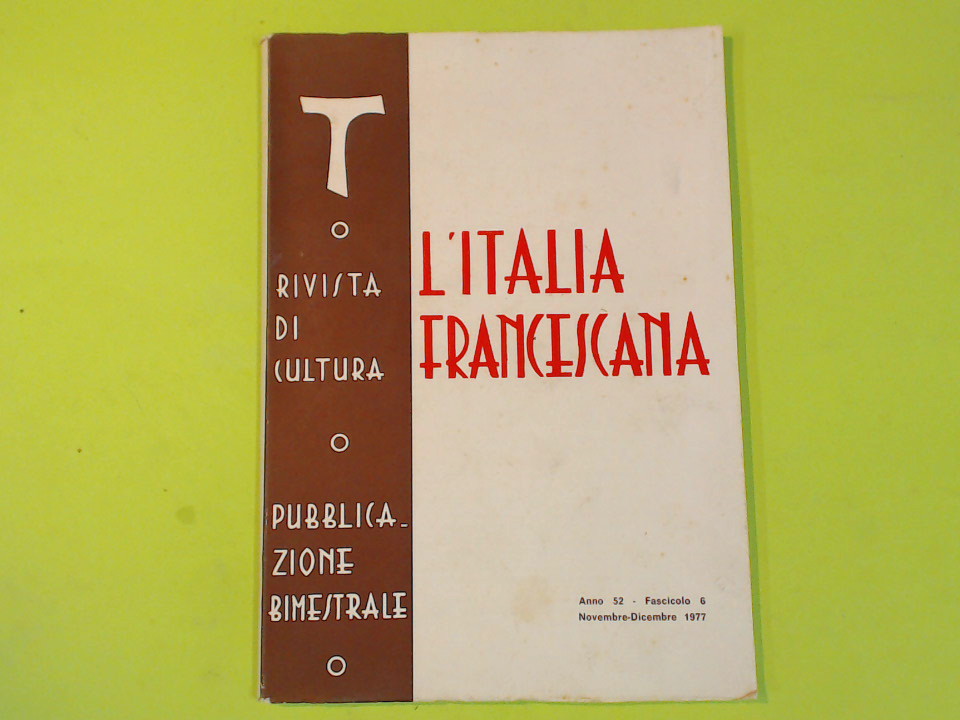 RIVISTA
DI
CULTURA
PUBBLICA-
ZIONE
BIMESTRALE
L'ITALIA
FRANCESCANA
Anno 52 - Fascicolo 6
Novembre-Dicembre 1977